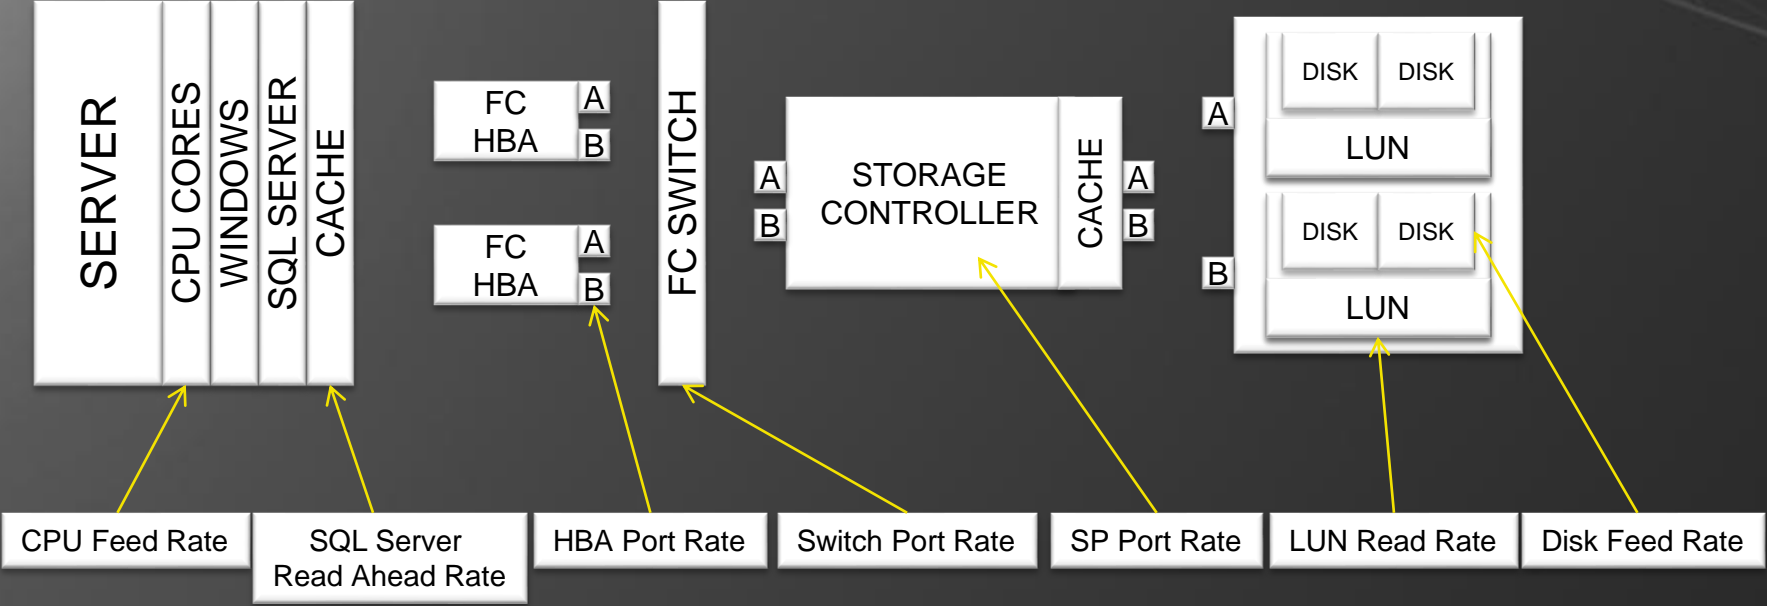 SERVER
CPU CORES
WINDOWS
SQL SERVER
CACHE
FC
HBA
A
B
FC
HBA
A
B
FC SWITCH
A
B
STORAGE
CONTROLLER
CACHE
A
B
A
B
DISK DISK
LUN
DISK DISK
LUN
CPU Feed Rate
SQL Server
Read Ahead Rate
HBA Port Rate
Switch Port Rate
SP Port Rate
LUN Read Rate
Disk Feed Rate